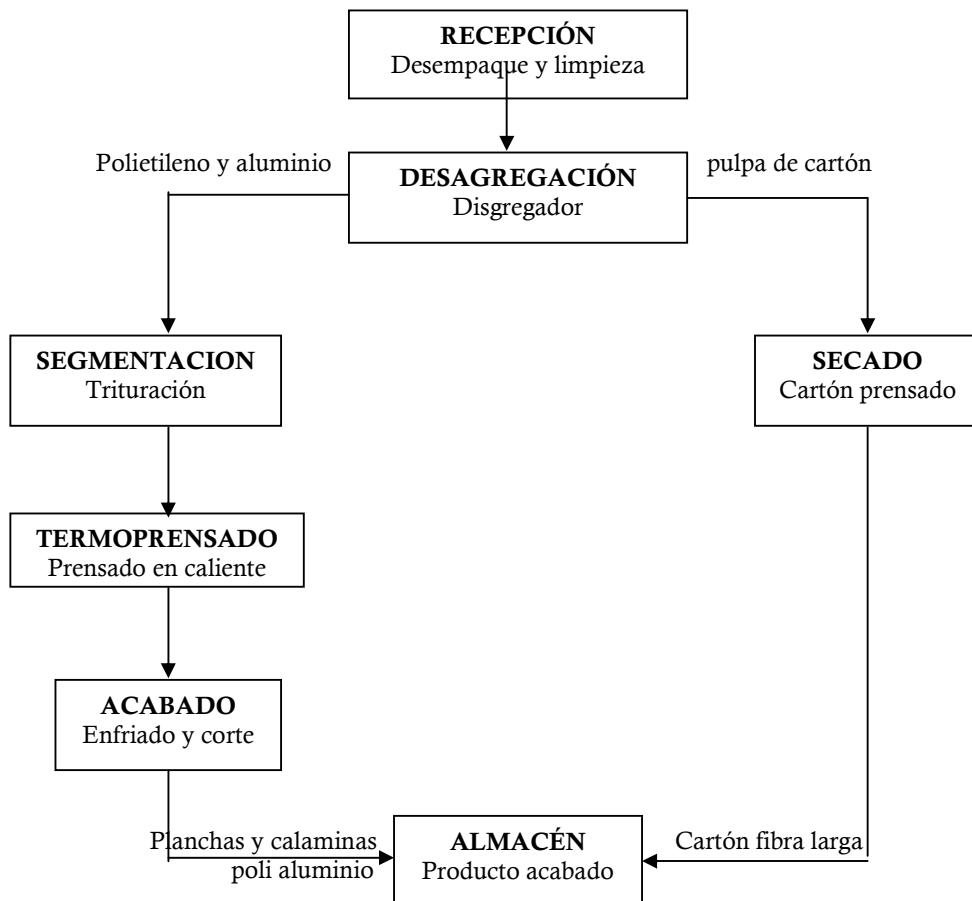 RECEPCIÓN
Desempaque y limpieza
Polietileno y aluminio
DESAGREGACIÓN
Disgregador
pulpa de cartón
SEGMENTACION
Trituración
SECADO
Cartón prensado
TERMOPRENSADO
Prensado en caliente
ACABADO
Enfriado y corte
Planchas y calaminas
poli aluminio
ALMACÉN
Producto acabado
Cartón fibra larga